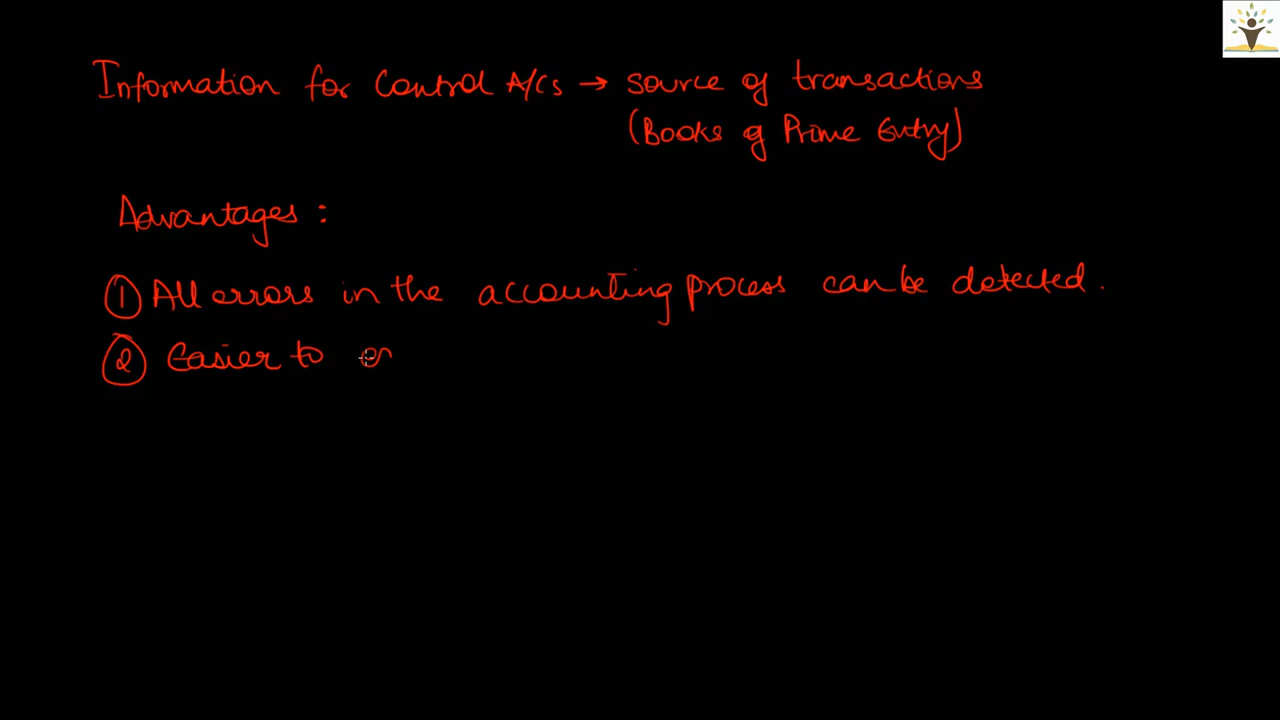 Information for Control A/Cs → source of transactions
(Books of Prime Entry)
Advantages :
① All errors in the accounting process can be detected.
② Easier to